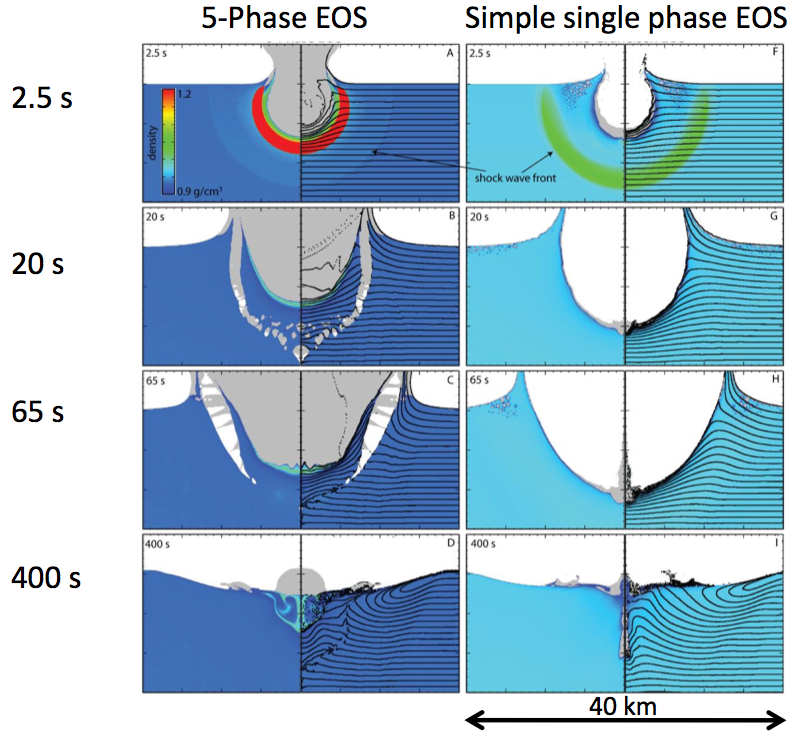 5-Phase EOS
Simple single phase EOS
2.5 s
2.5 s
A
1.2
density
0.9 g/cm³
2.5 s
F
shock wave front
20 s
20 s
B
20 s
G
65 s
65 s
C
65 s
H
400 s
400 s
D
400 s
I
40 km